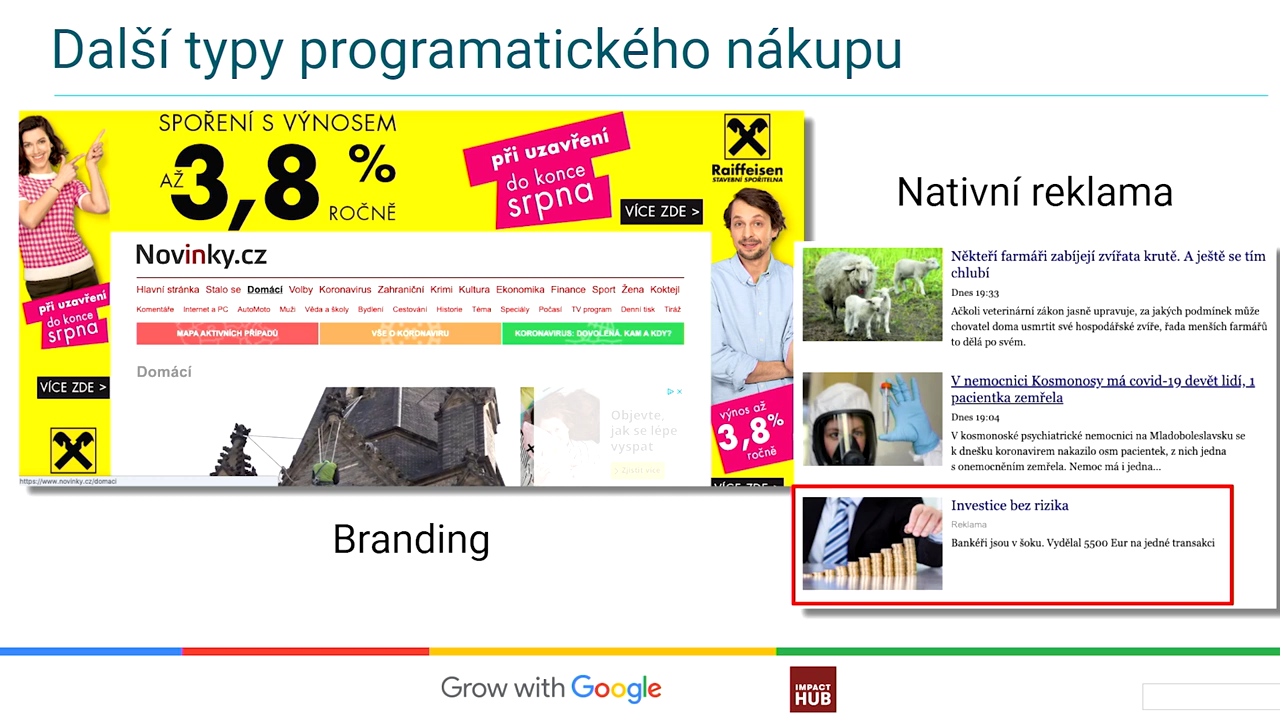 Další typy programatického nákupu
SPOŘENÍ S VÝNOSEM
AŽ 3,8 %
ROČNĚ
při uzavření
do konce
srpna
VÍCE ZDE >
Raiffeisen
STAVEBNÍ SPOŘITELNA
při uzavření
do konce
srpna
VÍCE ZDE >
Novinky.cz
Hlavní stránka Stalo se Domácí Volby Koronavirus Zahraniční Krimi Kultura Ekonomika Finance Sport Žena Koktejl
Komentáře Internet a PC AutoMoto Muži Věda a školy Bydlení Cestování Historie Téma Speciály Počasí TV program Denní tisk Tiráž
MAPA AKTIVNÍCH PŘÍPADŮ
VŠE O KORONAVIRU
KORONAVIRUS: DOVOLENÁ. KAM A KDY?
Domácí
Objevte,
jak se lépe
vyspat
> Zjistit více
výnos až
3,8%
ročně
VÍCE ZDE >
https://www.novinky.cz/domaci
Branding
Nativní reklama
Někteří farmáři zabíjejí zvířata krutě. A ještě se tím
chlubí
Dnes 19:33
Ačkoli veterinární zákon jasně upravuje, za jakých podmínek může
chovatel doma usmrtit své hospodářské zvíře, řada menších farmářů
to dělá po svém.
V nemocnici Kosmonosy má covid-19 devět lidí, 1
pacientka zemřela
Dnes 19:04
V kosmonoské psychiatrické nemocnici na Mladoboleslavsku se
k dnešku koronavirem nakazilo osm pacientek, z nich jedna
s onemocněním zemřela. Nemoc má i jedna...
Investice bez rizika
Reklama
Bankéři jsou v šoku. Vydělal 5500 Eur na jedné transakci
Grow with Google
IMPACT
HUB